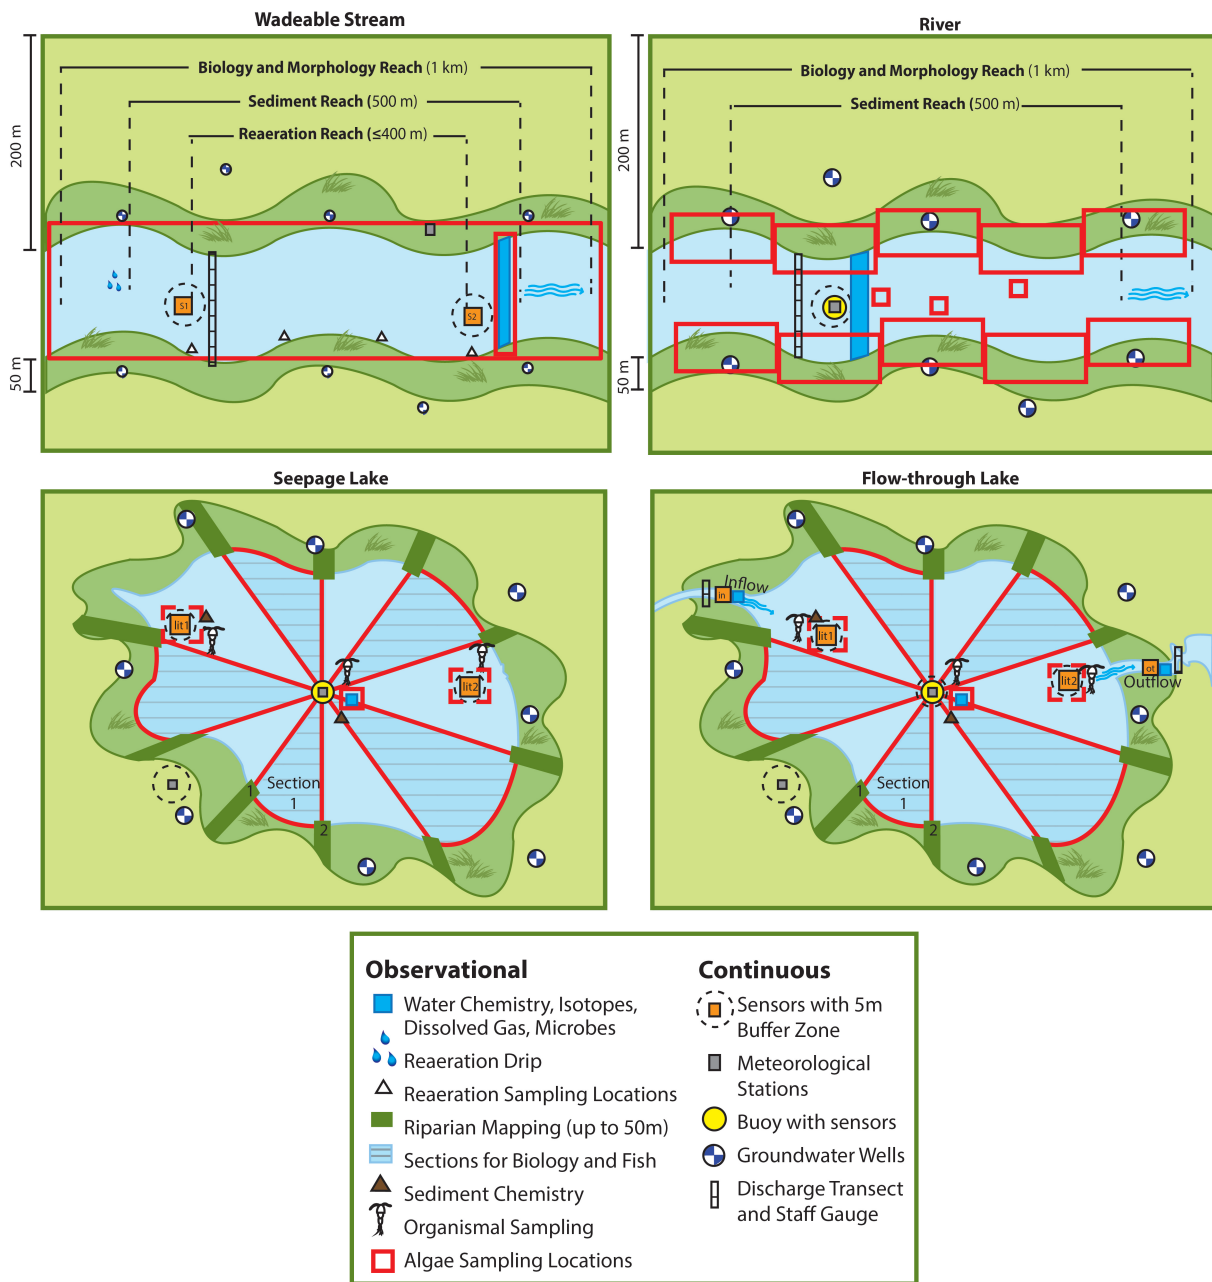 Wadeable Stream
River
Biology and Morphology Reach (1 km)
Sediment Reach (500 m)
Reaeration Reach (≤400 m)
200 m
50 m
S1
S2
Biology and Morphology Reach (1 km)
Sediment Reach (500 m)
200 m
50 m
Seepage Lake
Flow-through Lake
lit1
lit2
Section
1
1
2
Inflow
in
lit1
lit2
ot
Outflow
Section
1
1
2
Observational
Water Chemistry, Isotopes,
Dissolved Gas, Microbes
Reaeration Drip
Reaeration Sampling Locations
Riparian Mapping (up to 50m)
Sections for Biology and Fish
Sediment Chemistry
Organismal Sampling
Algae Sampling Locations
Continuous
Sensors with 5m
Buffer Zone
Meteorological
Stations
Buoy with sensors
Groundwater Wells
Discharge Transect
and Staff Gauge